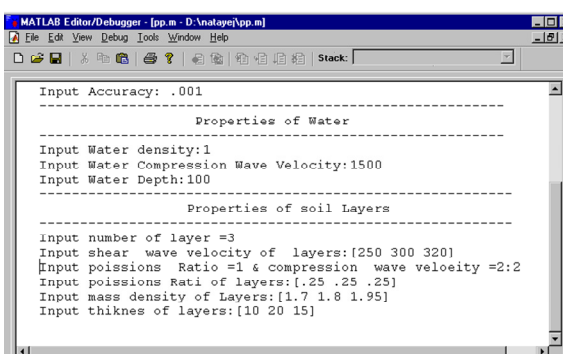 MATLAB Editor/Debugger - [pp.m - D:\natayej\pp.m]
File Edit View Debug Tools Window Help
Stack:
Input Accuracy: .001
Properties of Water
Input Water density:1
Input Water Compression Wave Velocity:1500
Input Water Depth:100
Properties of soil Layers
Input number of layer =3
Input shear wave velocity of layers:[250 300 320]
Input poissions Ratio =1 & compression wave veloeity =2:2
Input poissions Rati of layers:[.25 .25 .25]
Input mass density of Layers:[1.7 1.8 1.95]
Input thiknes of layers:[10 20 15]